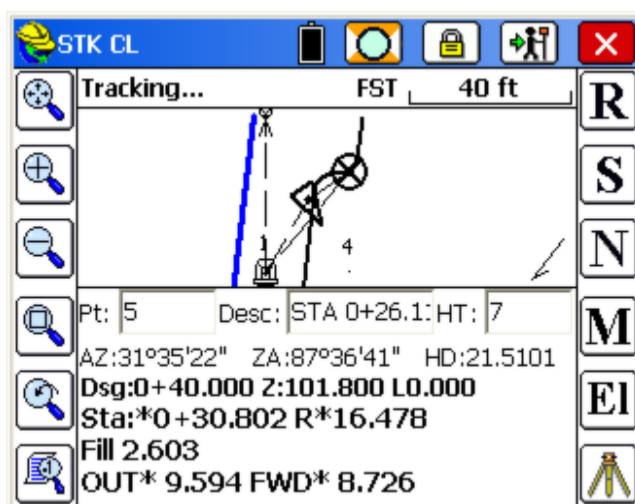 STK CL
Tracking... FST 40 ft
R
S
N
4
Pt: 5 Desc: STA 0+26.1 HT: 7
M
AZ:31°35'22" ZA:87°36'41" HD:21.5101
Dsg:0+40.000 Z:101.800 L0.000
El
Sta:*0+30.802 R*16.478
Fill 2.603
OUT* 9.594 FWD* 8.726